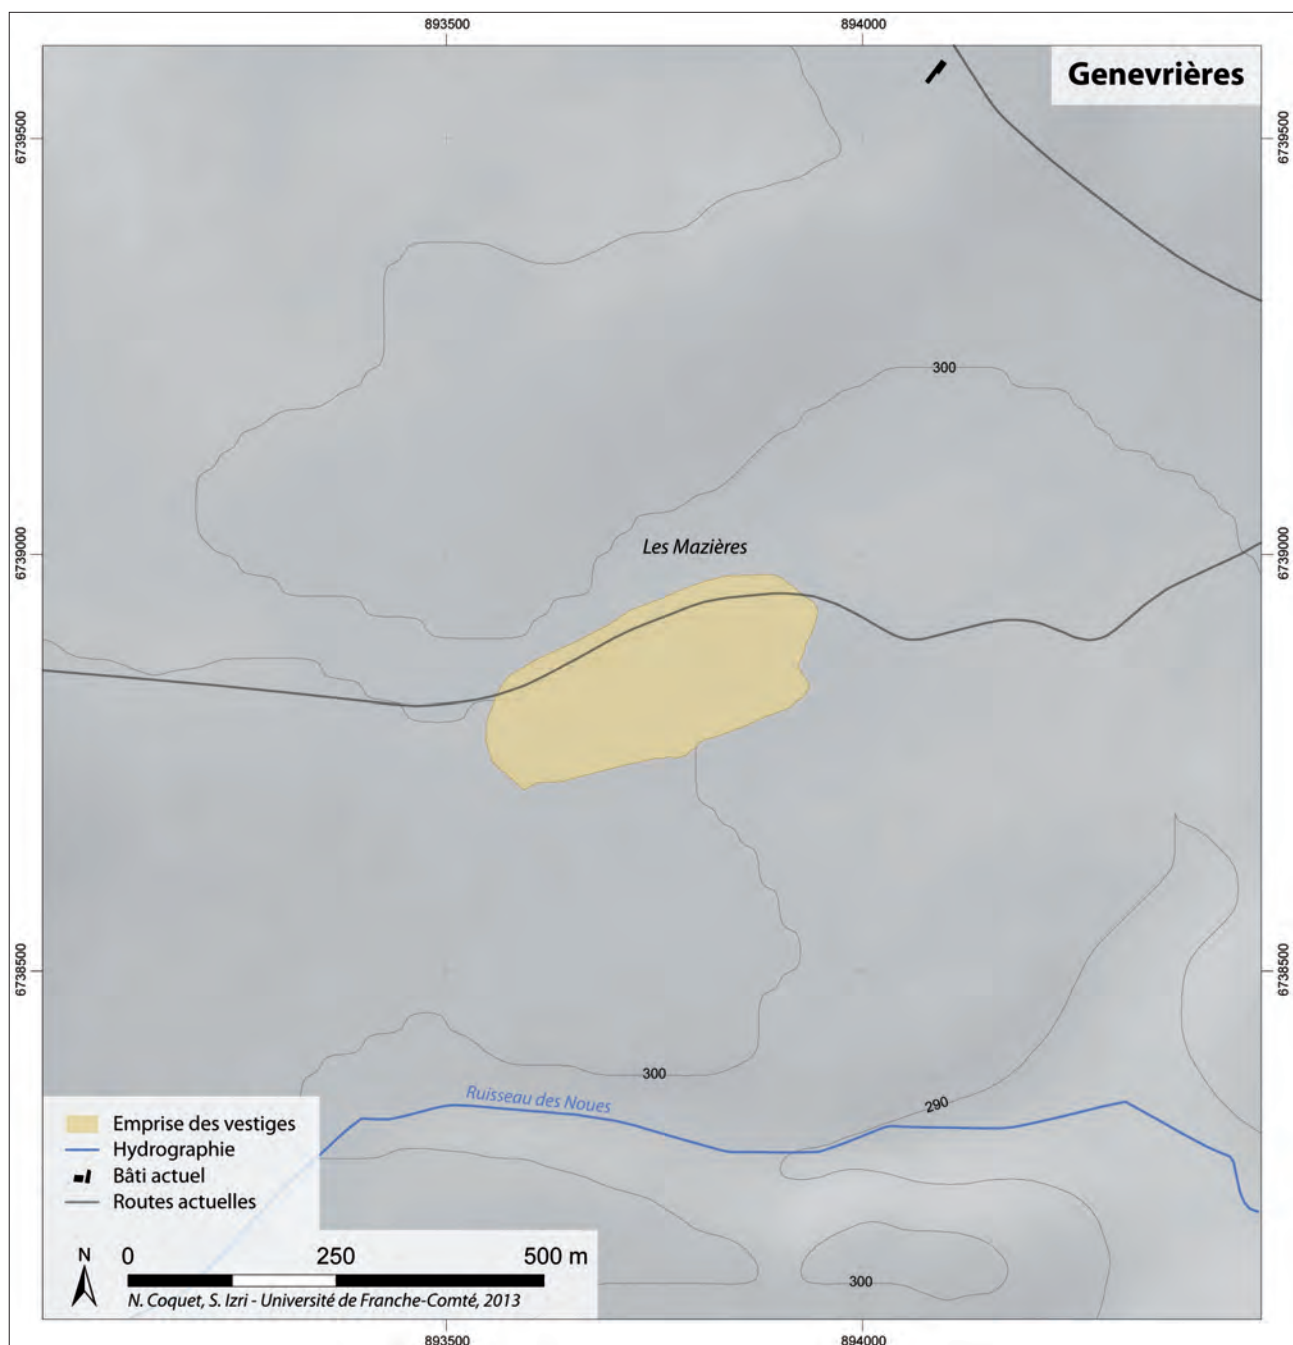 893500 894000
Genevrières
6739500 6739500
300
Les Mazières
6739000 6739000
6738500 6738500
300
Ruisseau des Noues
290
Emprise des vestiges
Hydrographie
Bâti actuel
Routes actuelles
N 0 250 500 m
N. Coquet, S. Izri - Université de Franche-Comté, 2013
300
893500 894000